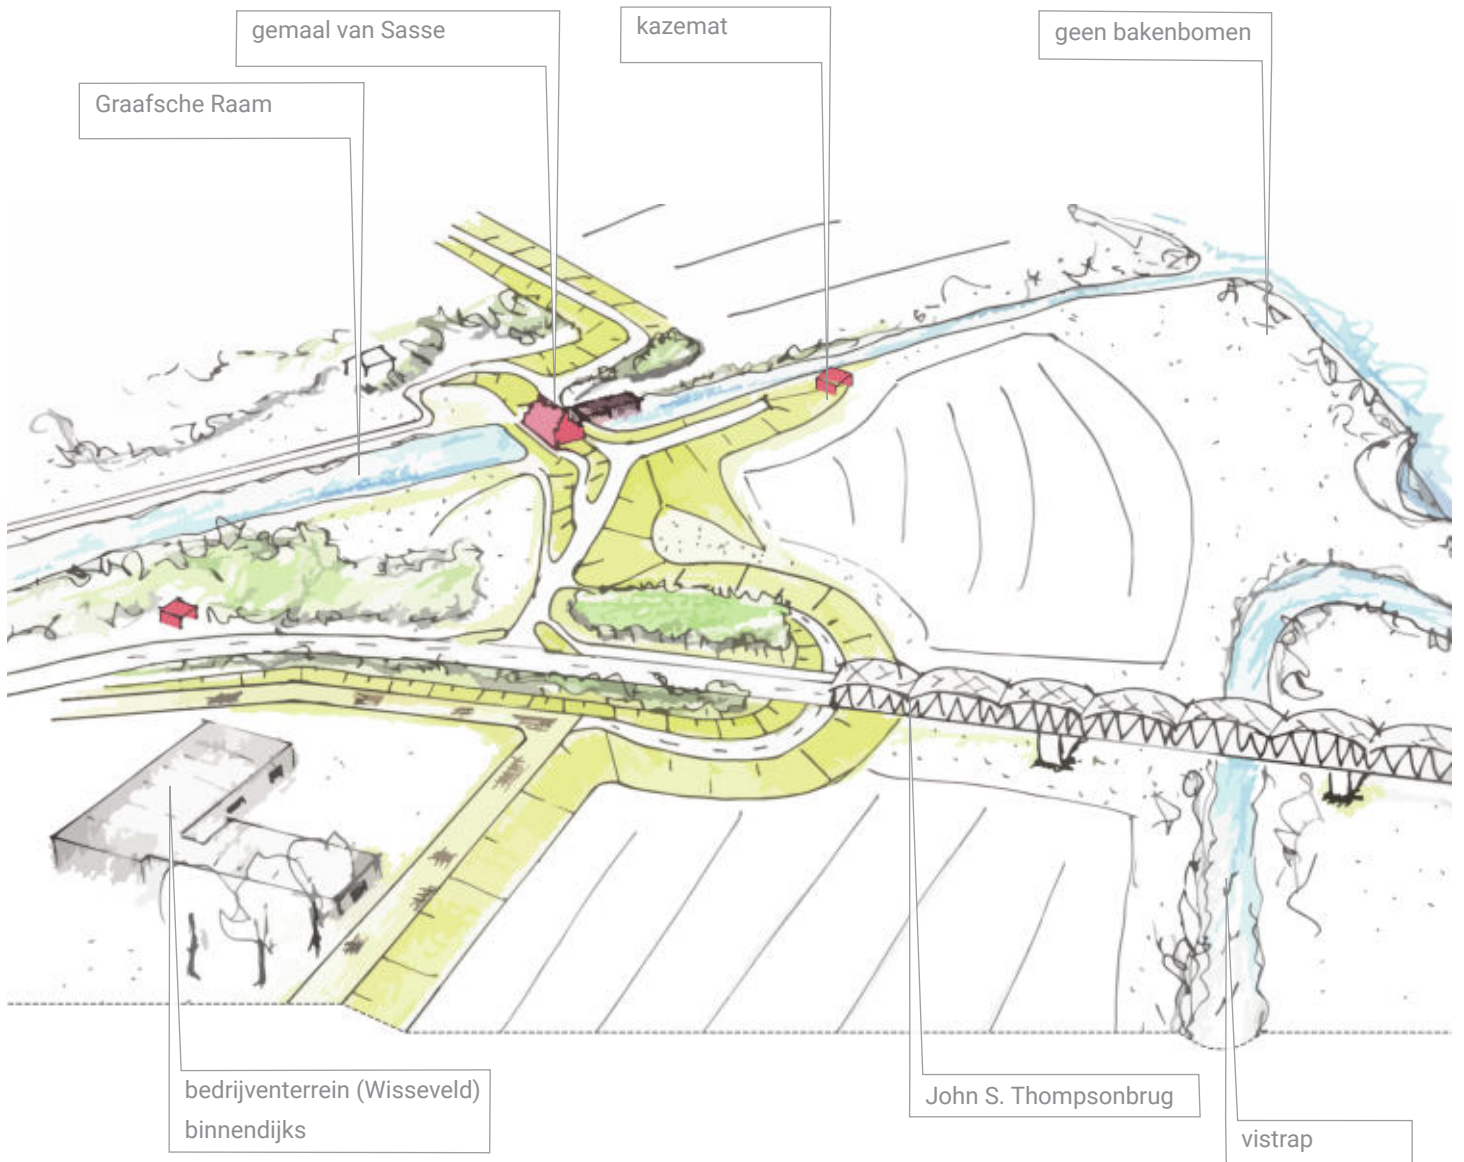 gemaal van Sasse
kazemat
geen bakenbomen
Graafsche Raam
bedrijventerrein (Wisseveld)
binnendijks
John S. Thompsonbrug
vistrap